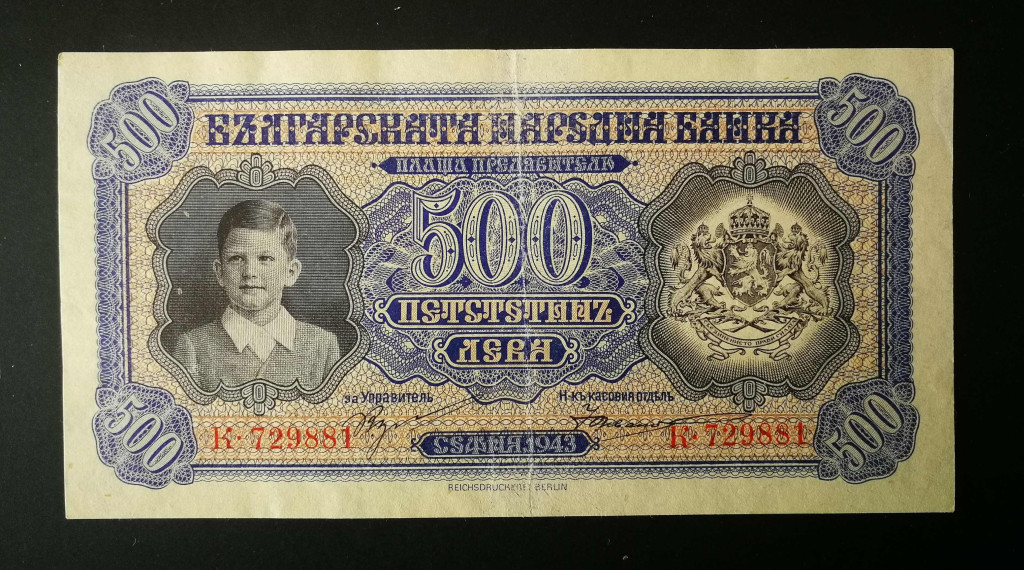 500 500
БЪЛГАРСКАТА НАРОДНА БАНКА
ПЛАЩА ПРЕДЯВИТЕЛЮ
500
ПЕТСТОТИНЪ
ЛЕВА
за Управитель
Н-къ касовия отдѣлъ
К· 729881
К· 729881
СОФИЯ 1943
500 500
REICHSDRUCKEREI BERLIN